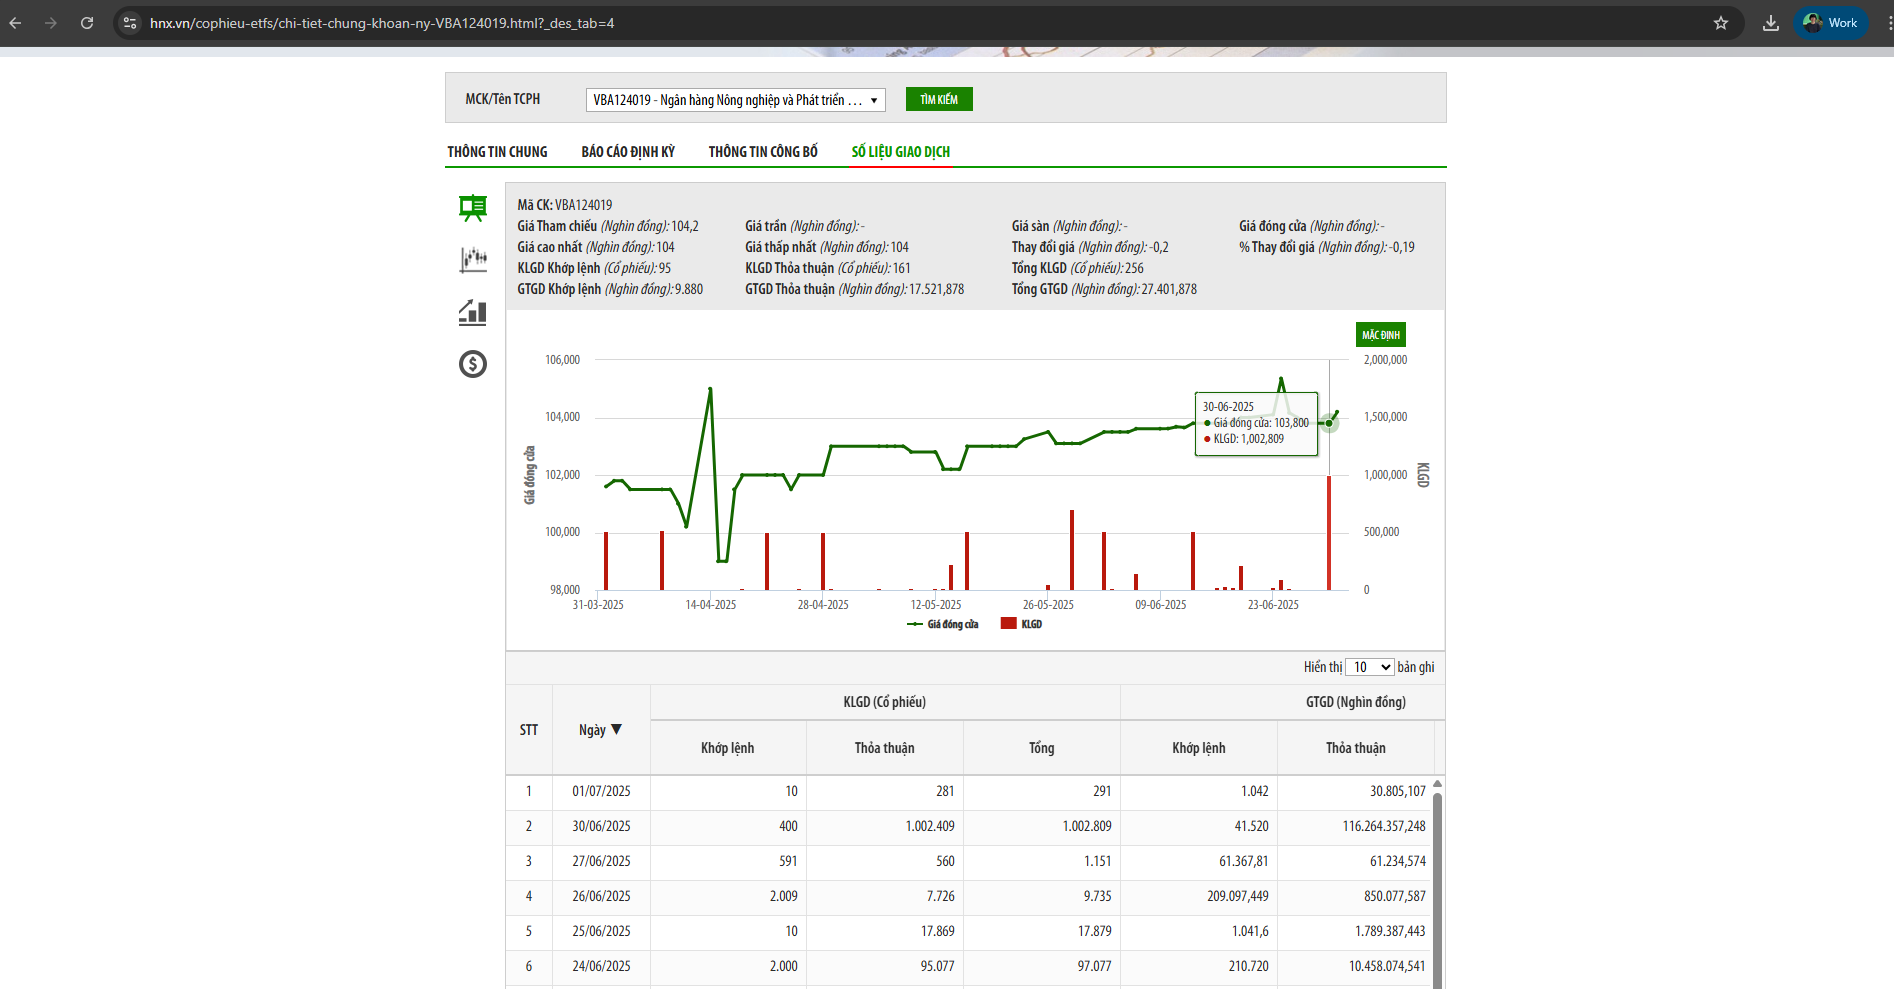 hnx.vn/cophieu-etfs/chi-tiet-chung-khoan-ny-VBA124019.html?_des_tab=4
Work
MCK/Tên TCPH
VBA124019 - Ngân hàng Nông nghiệp và Phát triển . . .
TÌM KIẾM
THÔNG TIN CHUNG
BÁO CÁO ĐỊNH KỲ
THÔNG TIN CÔNG BỐ
SỐ LIỆU GIAO DỊCH
Mã CK: VBA124019
Giá Tham chiếu (Nghìn đồng): 104,2 Giá trần (Nghìn đồng): - Giá sàn (Nghìn đồng): - Giá đóng cửa (Nghìn đồng): -
Giá cao nhất (Nghìn đồng): 104 Giá thấp nhất (Nghìn đồng): 104 Thay đổi giá (Nghìn đồng): -0,2 % Thay đổi giá (Nghìn đồng): -0,19
KLGD Khớp lệnh (Cổ phiếu): 95 KLGD Thỏa thuận (Cổ phiếu): 161 Tổng KLGD (Cổ phiếu): 256
GTGD Khớp lệnh (Nghìn đồng): 9.880 GTGD Thỏa thuận (Nghìn đồng): 17.521,878 Tổng GTGD (Nghìn đồng): 27.401,878
MẶC ĐỊNH
106,000 2,000,000
104,000 1,500,000
102,000 1,000,000
100,000 500,000
98,000 0
Giá đóng cửa
KLGD
30-06-2025
Giá đóng cửa: 103,800
KLGD: 1,002,809
31-03-2025 14-04-2025 28-04-2025 12-05-2025 26-05-2025 09-06-2025 23-06-2025
Giá đóng cửa KLGD
Hiển thị 10 bản ghi
STT Ngày ▼ KLGD (Cổ phiếu) GTGD (Nghìn đồng)
Khớp lệnh Thỏa thuận Tổng Khớp lệnh Thỏa thuận
1 01/07/2025 10 281 291 1.042 30.805,107
2 30/06/2025 400 1.002.409 1.002.809 41.520 116.264.357,248
3 27/06/2025 591 560 1.151 61.367,81 61.234,574
4 26/06/2025 2.009 7.726 9.735 209.097,449 850.077,587
5 25/06/2025 10 17.869 17.879 1.041,6 1.789.387,443
6 24/06/2025 2.000 95.077 97.077 210.720 10.458.074,541